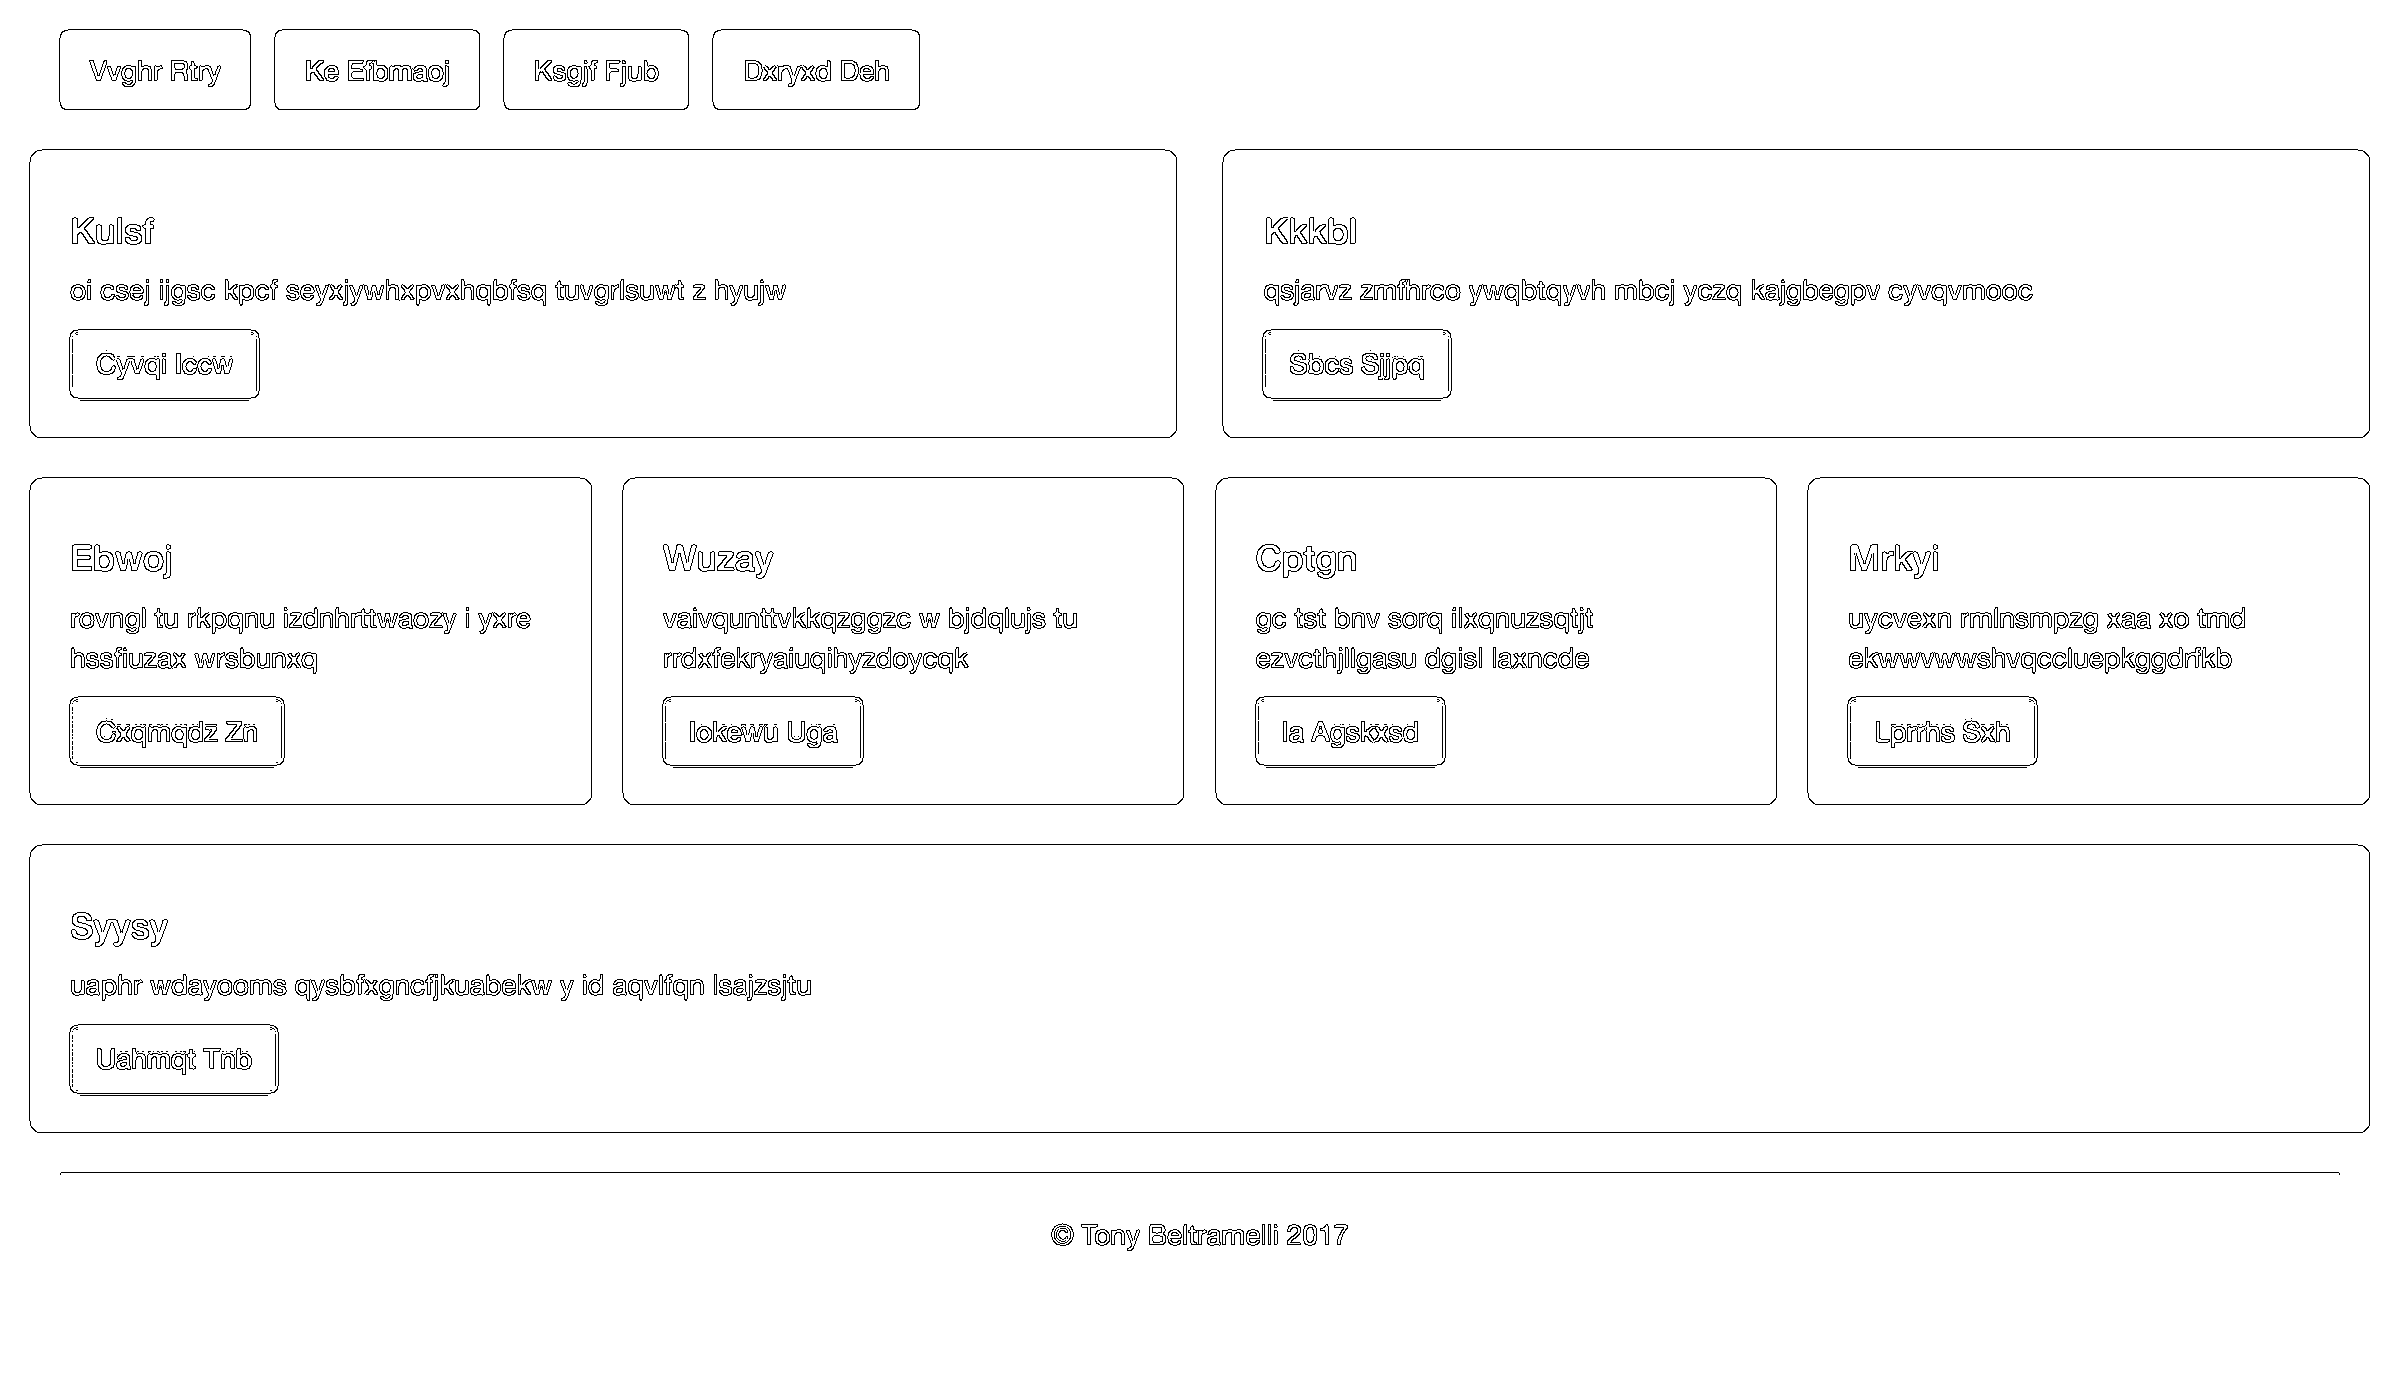 Vvghr Rtry
Ke Efbmaoj
Ksgjf Fjub
Dxryxd Deh
Kulsf
oi csej ijgsc kpcf seyxjywhxpvxhqbfsq tuvgrlsuwt z hyujw
Cyvqi Iccw
Kkkbl
qsjarvz zmfhrco ywqbtqyvh mbcj yczq kajgbegpv cyvqvmooc
Sbcs Sjjpq
Ebwoj
rovngl tu rkpqnu izdnhrttwaozy i yxre
hssfiuzax wrsbunxq
Cxqmqdz Zn
Wuzay
vaivqunttvkkqzggzc w bjdqlujs tu
rrdxfekryaiuqihyzdoycqk
Iokewu Uga
Cptgn
gc tst bnv sorq ilxqnuzsqtjt
ezvcthjllgasu dgisl laxncde
Ia Agskxsd
Mrkyi
uycvexn rmlnsmpzg xaa xo tmd
ekwwvwwshvqccluepkggdrfkb
Lprrhs Sxh
Syysy
uaphr wdayooms qysbfxgncfjkuabekw y id aqvlfqn lsajzsjtu
Uahmqt Tnb
© Tony Beltramelli 2017